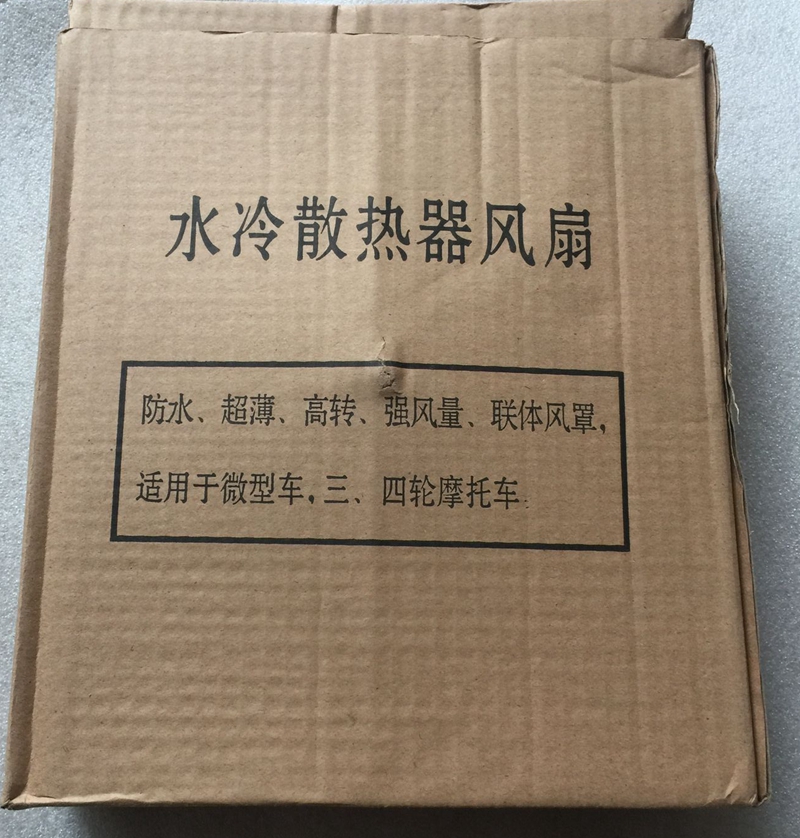 水冷散热器风扇
防水、超薄、高转、强风量、联体风罩,
适用于微型车,三、四轮摩托车.